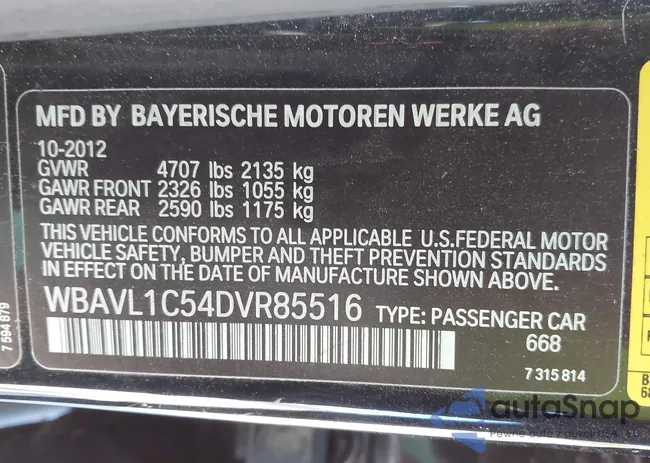 MFD BY BAYERISCHE MOTOREN WERKE AG
10-2012
GVWR 4707 lbs 2135 kg
GAWR FRONT 2326 lbs 1055 kg
GAWR REAR 2590 lbs 1175 kg
THIS VEHICLE CONFORMS TO ALL APPLICABLE U.S.FEDERAL MOTOR
VEHICLE SAFETY, BUMPER AND THEFT PREVENTION STANDARDS
IN EFFECT ON THE DATE OF MANUFACTURE SHOWN ABOVE.
WBAVL1C54DVR85516 TYPE: PASSENGER CAR
668
7 315 814
7 594 879
autoSnap